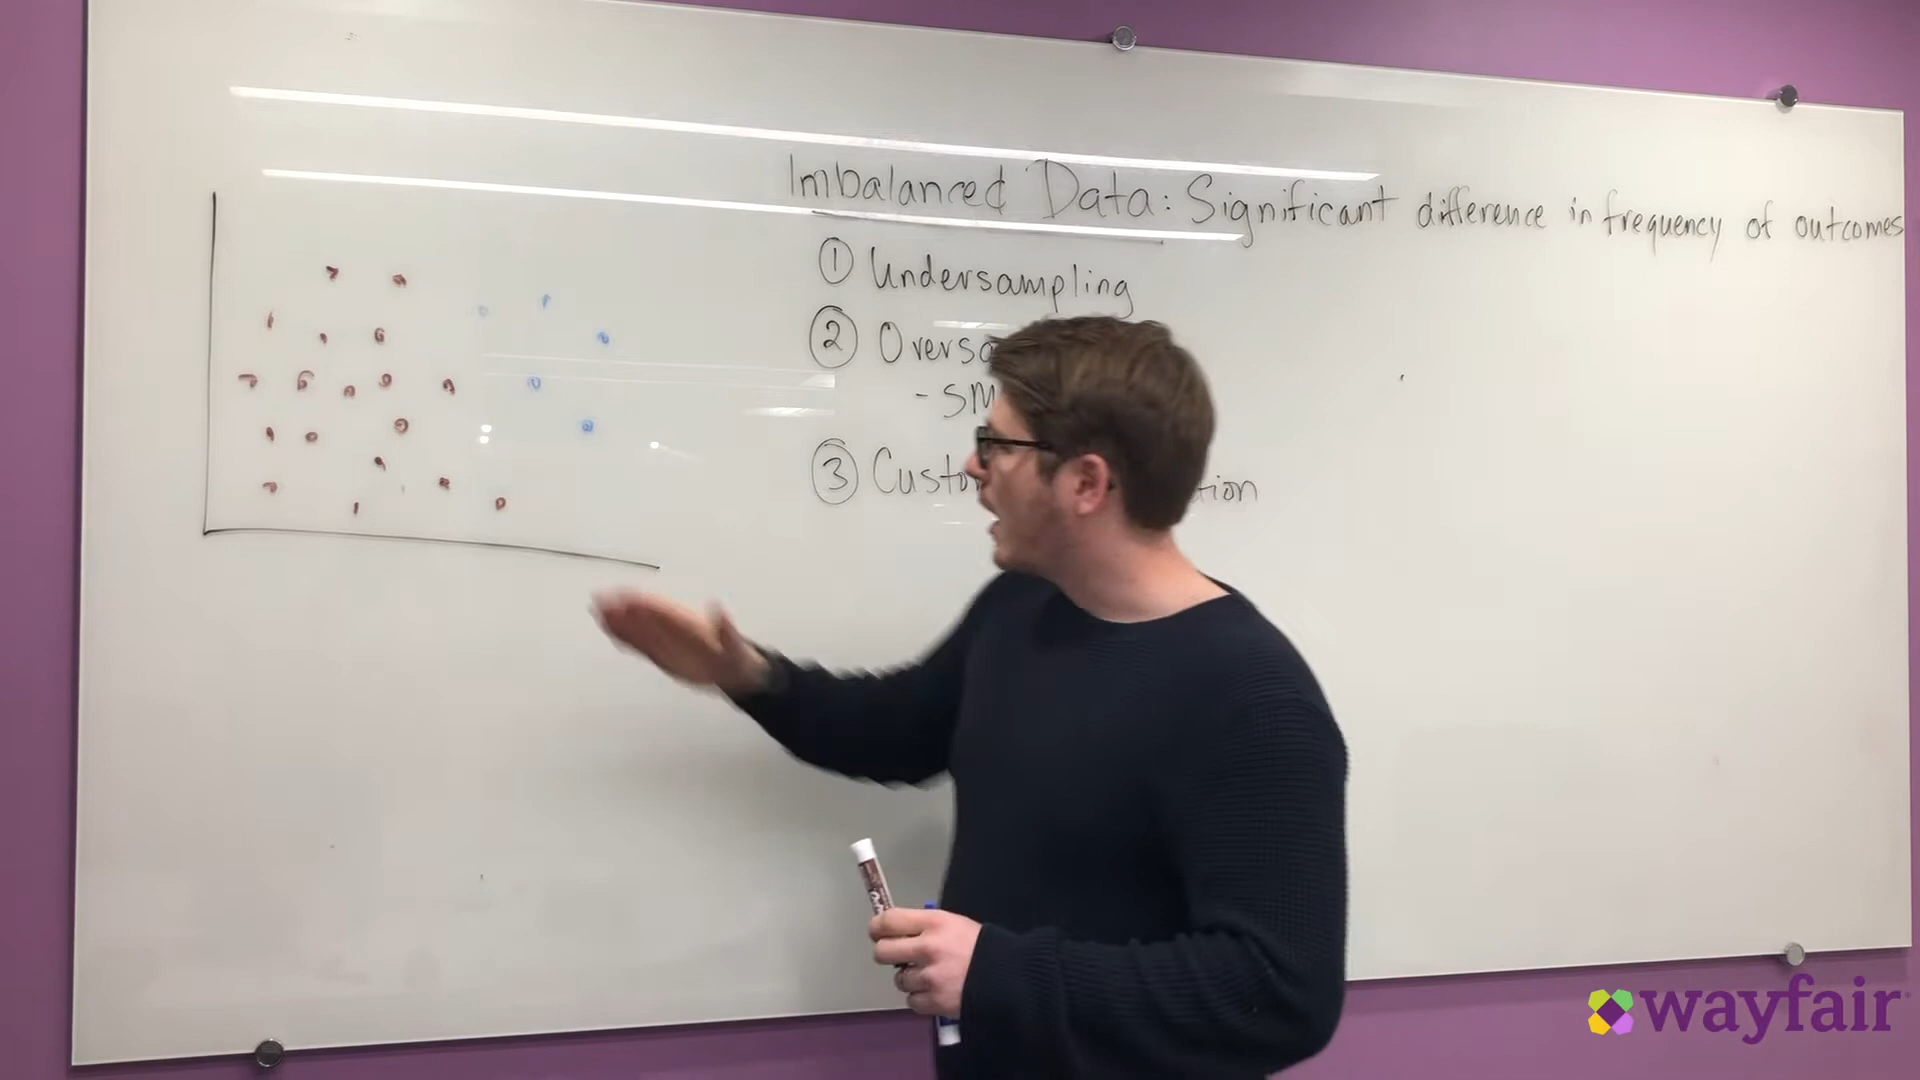 Imbalanced Data: Significant difference in frequency of outcomes
① Undersampling
② Oversa
- SM
③ Custo tion
wayfair